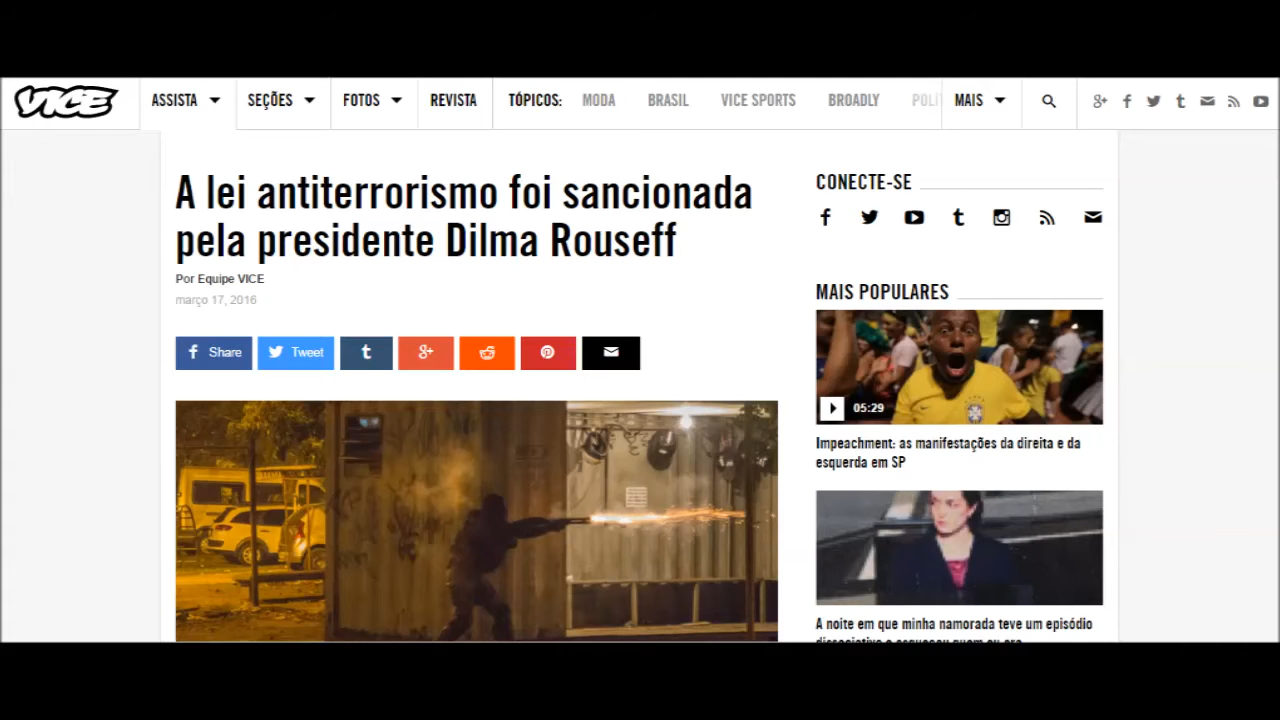 VICE
ASSISTA
SEÇÕES
FOTOS
REVISTA
TÓPICOS:
MODA
BRASIL
VICE SPORTS
BROADLY
MAIS
A lei antiterrorismo foi sancionada
pela presidente Dilma Rouseff
Por Equipe VICE
março 17, 2016
Share
Tweet
CONECTE-SE
MAIS POPULARES
05:29
Impeachment: as manifestações da direita e da
esquerda em SP
A noite em que minha namorada teve um episódio